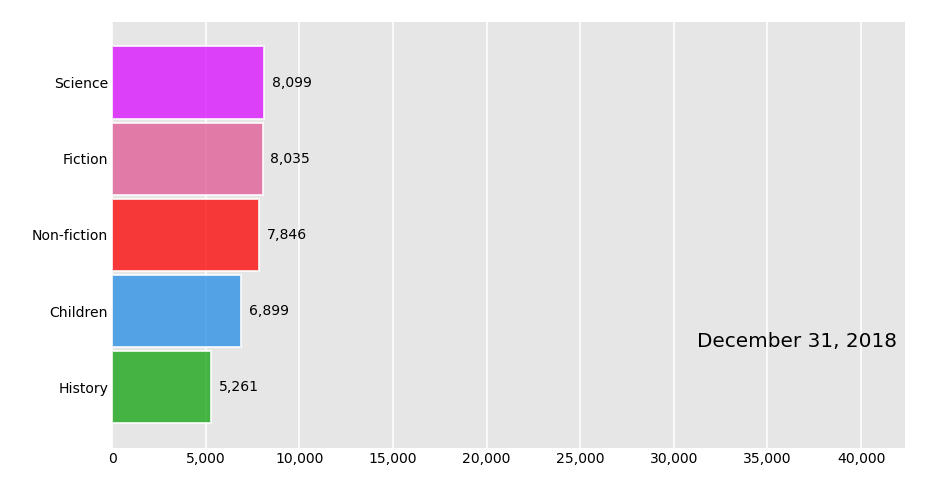 Science 8,099
Fiction 8,035
Non-fiction 7,846
Children 6,899
December 31, 2018
History 5,261
0 5,000 10,000 15,000 20,000 25,000 30,000 35,000 40,000